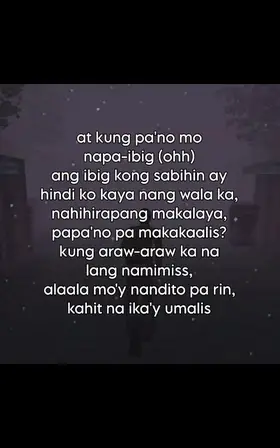 at kung pa'no mo
napa-ibig (ohh)
ang ibig kong sabihin ay
hindi ko kaya nang wala ka,
nahihirapang makalaya,
papa'no pa makakaalis?
kung araw-araw ka na
lang namimiss,
alaala mo'y nandito pa rin,
kahit na ika'y umalis